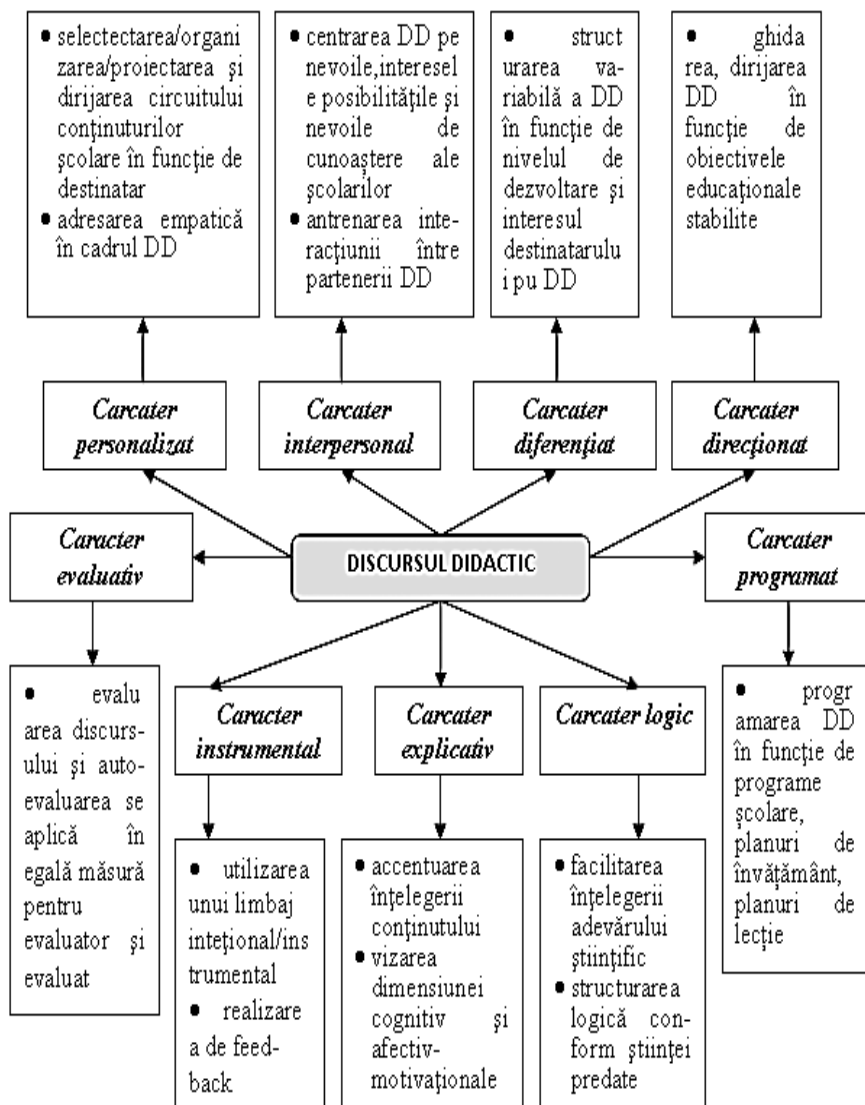 ● selectectarea/organi
zarea/proiectarea şi
dirijarea circuitului
conţinuturilor
şcolare în funcţie de
destinatar
● adresarea empatică
în cadrul DD
● centrarea DD pe
nevoile,interesel
e posibilităţile şi
nevoile de
cunoaştere ale
şcolarilor
● antrenarea inte-
racţiunii între
partenerii DD
● struct
urarea va-
riabilă a DD
în funcţie de
nivelul de
dezvoltare şi
interesul
destinatarulu
i pu DD
● ghida
rea, dirijarea
DD în
funcţie de
obiectivele
educaţionale
stabilite
Carcater
personalizat
Carcater
interpersonal
Carcater
diferenţiat
Carcater
direcţionat
Caracter
evaluativ
DISCURSUL DIDACTIC
Carcater
programat
● evalu
area discurs-
ului şi auto-
evaluarea se
aplică în
egală măsură
pentru
evaluator şi
evaluat
Caracter
instrumental
Carcater
explicativ
Carcater logic
● progr
amarea DD
în funcţie de
programe
şcolare,
planuri de
învăţământ,
planuri de
lecţie
● utilizarea
unui limbaj
inteţional/ins
trumental
● realizare
a de feed-
back
● accentuarea
înţelegerii
conţinutului
● vizarea
dimensiunei
cognitiv şi
afectiv-
motivaţionale
● facilitarea
înţelegerii
adevărului
ştiinţific
● structurarea
logică con-
form ştiinţei
predate